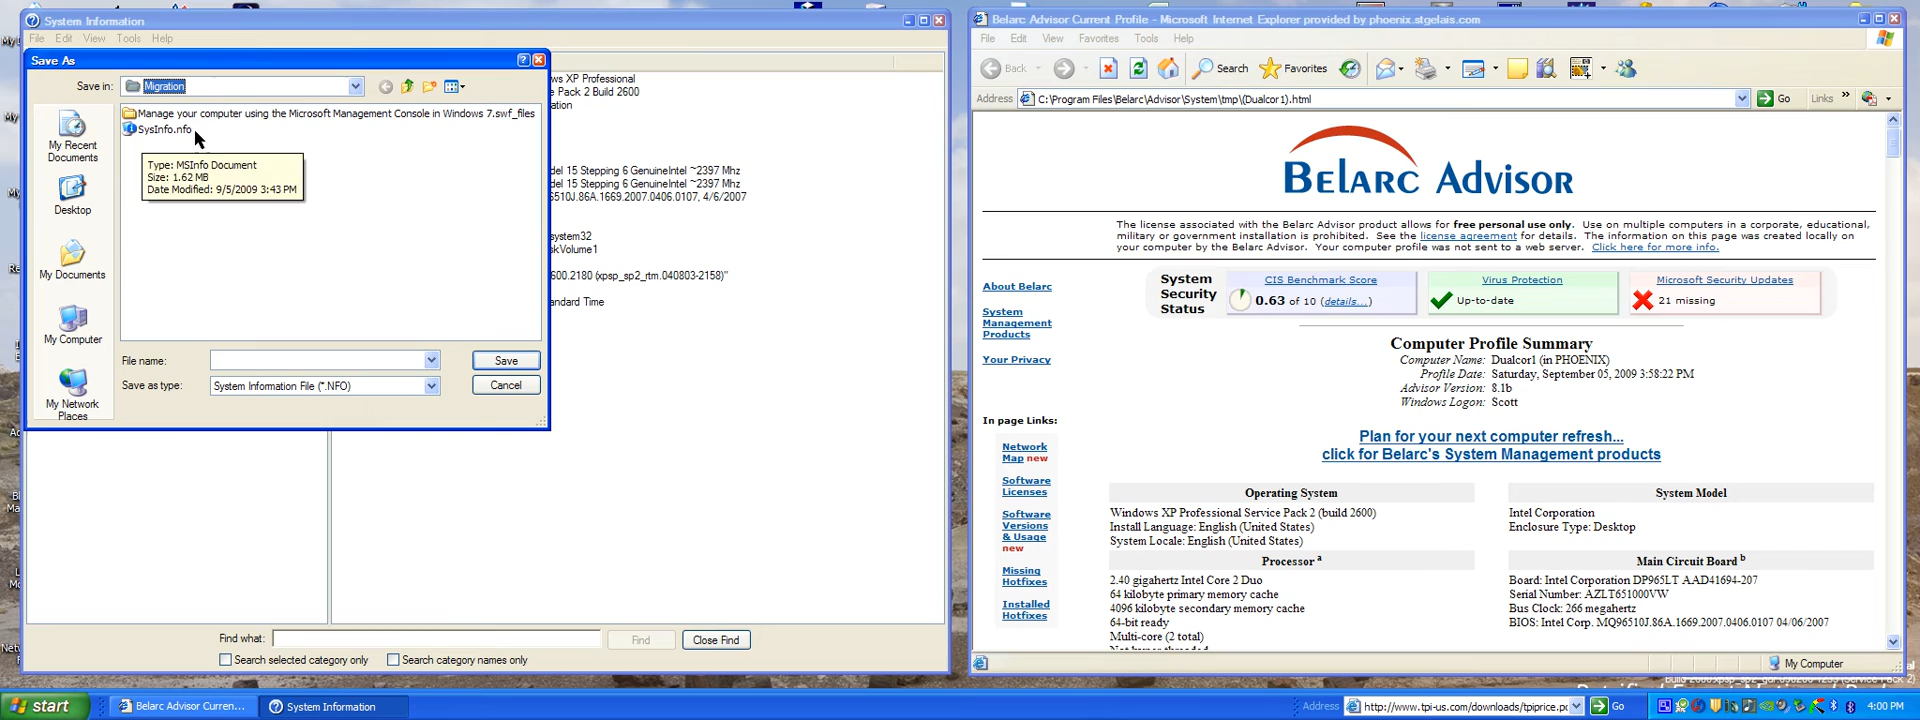 System Information
File Edit View Tools Help
Save As
Save in: Migration
Manage your computer using the Microsoft Management Console in Windows 7.swf_files
SysInfo.nfo
Type: MSInfo Document
Size: 1.62 MB
Date Modified: 9/5/2009 3:43 PM
My Recent
Documents
Desktop
My Documents
My Computer
My Network
Places
File name:
Save
Save as type: System Information File (*.NFO)
Cancel
ws XP Professional
Pack 2 Build 2600
ation
del 15 Stepping 6 GenuineIntel ~2397 Mhz
del 15 Stepping 6 GenuineIntel ~2397 Mhz
510J.86A.1669.2007.0406.0107, 4/6/2007
system32
skVolume1
600.2180 (xpsp_sp2_rtm.040803-2158)"
andard Time
Find what:
Find
Close Find
Search selected category only
Search category names only
Belarc Advisor Current Profile - Microsoft Internet Explorer provided by phoenix.stgelais.com
File Edit View Favorites Tools Help
Back Search Favorites
Address C:\Program Files\Belarc\Advisor\System\tmp\(Dualcor1).html Go Links »
BELARC ADVISOR
The license associated with the Belarc Advisor product allows for free personal use only. Use on multiple computers in a corporate, educational,
military or government installation is prohibited. See the license agreement for details. The information on this page was created locally on
your computer by the Belarc Advisor. Your computer profile was not sent to a web server. Click here for more info.
About Belarc
System
Management
Products
Your Privacy
In page Links:
Network
Map new
Software
Licenses
Software
Versions
& Usage
new
Missing
Hotfixes
Installed
Hotfixes
System
Security
Status
CIS Benchmark Score
0.63 of 10 (details...)
Virus Protection
Up-to-date
Microsoft Security Updates
21 missing
Computer Profile Summary
Computer Name: Dualcor1 (in PHOENIX)
Profile Date: Saturday, September 05, 2009 3:58:22 PM
Advisor Version: 8.1b
Windows Logon: Scott
Plan for your next computer refresh...
click for Belarc's System Management products
Operating System
Windows XP Professional Service Pack 2 (build 2600)
Install Language: English (United States)
System Locale: English (United States)
System Model
Intel Corporation
Enclosure Type: Desktop
Processor a
2.40 gigahertz Intel Core 2 Duo
64 kilobyte primary memory cache
4096 kilobyte secondary memory cache
64-bit ready
Multi-core (2 total)
Not hyper-threaded
Main Circuit Board b
Board: Intel Corporation DP965LT AAD41694-207
Serial Number: AZLT651000VW
Bus Clock: 266 megahertz
BIOS: Intel Corp. MQ96510J.86A.1669.2007.0406.0107 04/06/2007
My Computer
start
Belarc Advisor Curren...
System Information
Address http://www.tpi-us.com/downloads/tpiprice.pc Go
4:00 PM